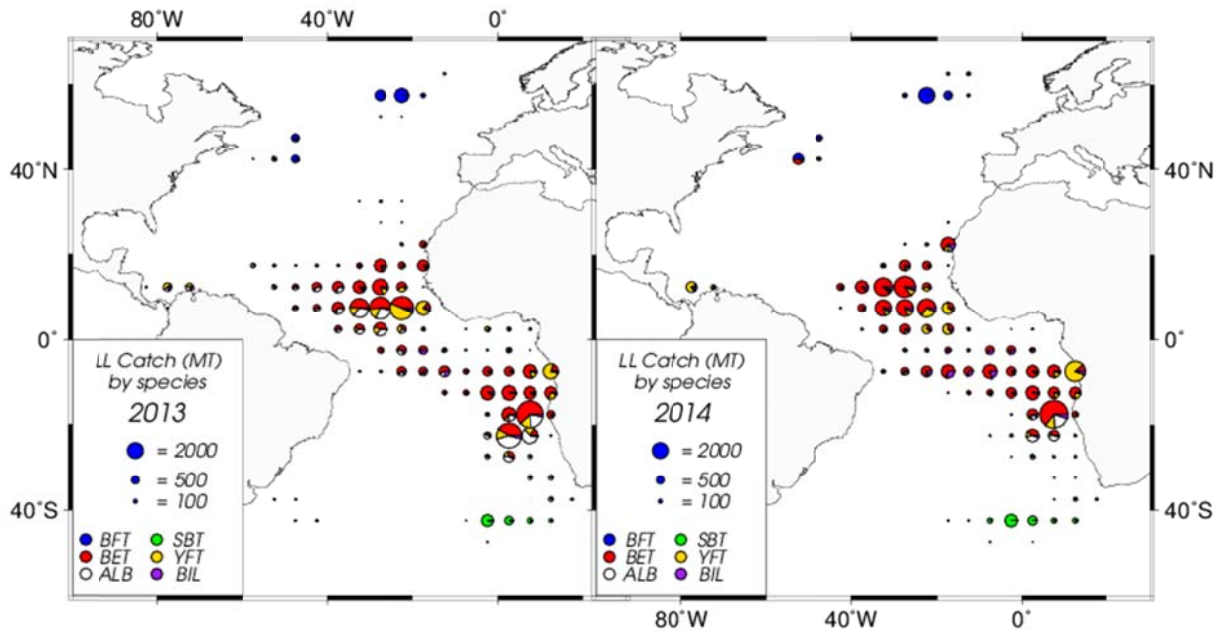 80°W 40°W 0°
40°N 40°N
0° 0°
40°S 40°S
LL Catch (MT)
by species
2013
= 2000
= 500
= 100
BFT SBT
BET YFT
ALB BIL
LL Catch (MT)
by species
2014
= 2000
= 500
= 100
BFT SBT
BET YFT
ALB BIL
80°W 40°W 0°